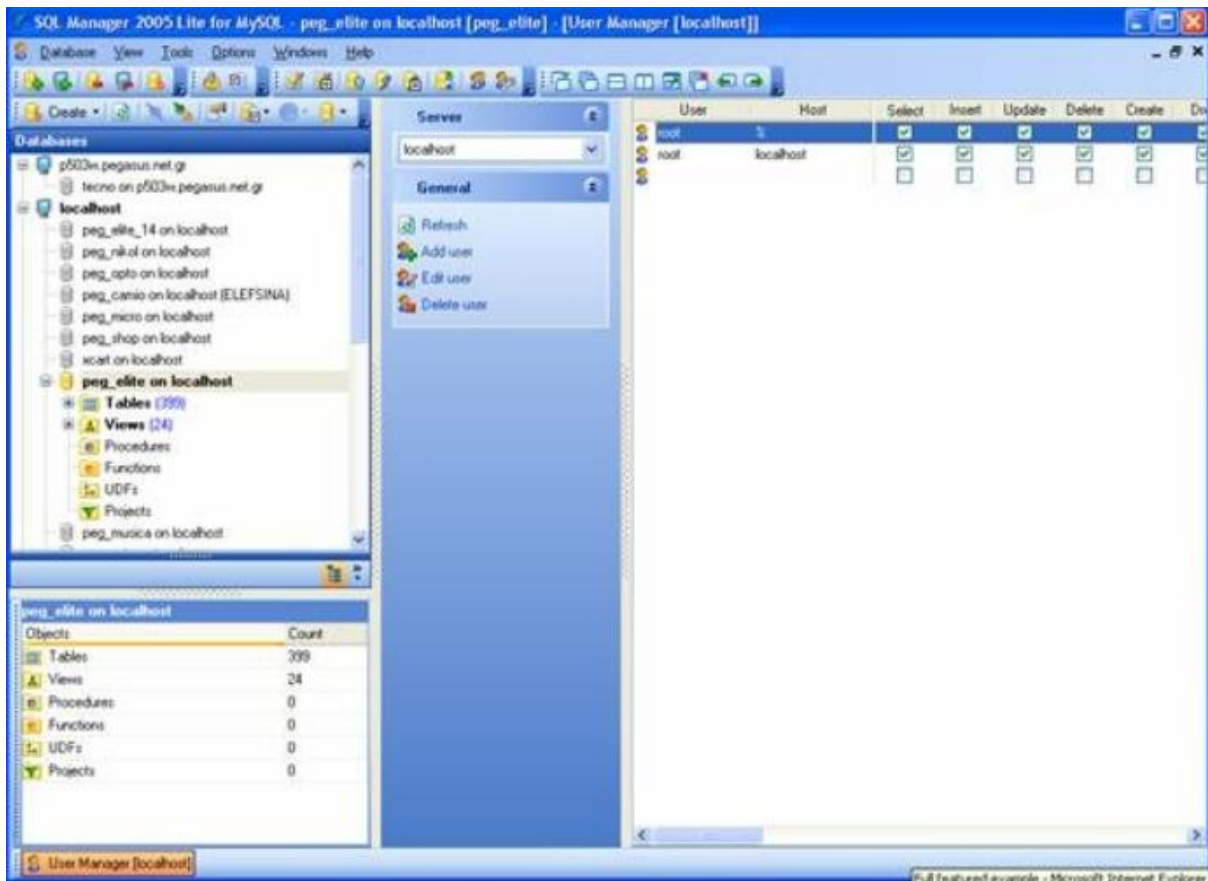 SQL Manager 2005 Lite for MySQL - peg_elite on localhost [peg_elite] - [User Manager [localhost]]
Database View Tools Options Windows Help
Create
Databases
p503w.pegasus.net.gr
tecno on p503w.pegasus.net.gr
localhost
peg_elite_14 on localhost
peg_nikol on localhost
peg_opto on localhost
peg_camio on localhost (ELEFSINA)
peg_micro on localhost
peg_shop on localhost
xcart on localhost
peg_elite on localhost
Tables (399)
Views (24)
Procedures
Functions
UDFs
Projects
peg_musica on localhost
peg_elite on localhost
Objects Count
Tables 399
Views 24
Procedures 0
Functions 0
UDFs 0
Projects 0
Server
localhost
General
Refresh
Add user
Edit user
Delete user
User Host Select Insert Update Delete Create
root %
root localhost
User Manager [localhost]
Full featured example - Microsoft Internet Explorer